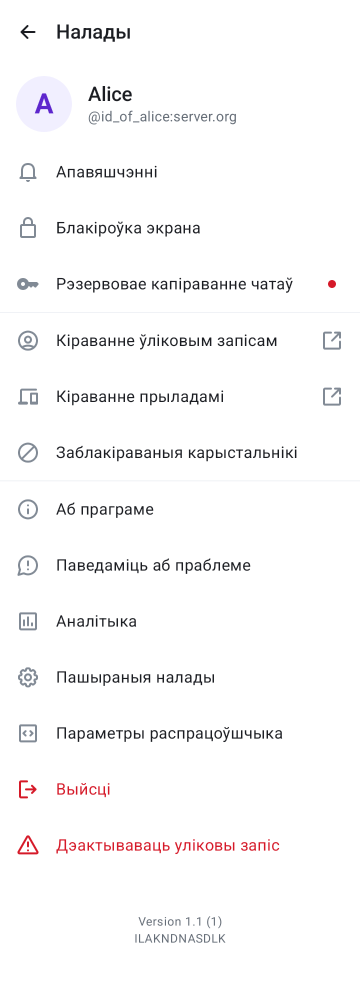 Налады
A
Alice
@id_of_alice:server.org
Апавяшчэнні
Блакіроўка экрана
Рэзервовае капіраванне чатаў
Кіраванне ўліковым запісам
Кіраванне прыладамі
Заблакіраваныя карыстальнікі
Аб праграме
Паведаміць аб праблеме
Аналітыка
Пашыраныя налады
Параметры распрацоўшчыка
Выйсці
Дэактываваць уліковы запіс
Version 1.1 (1)
ILAKNDNASDLK